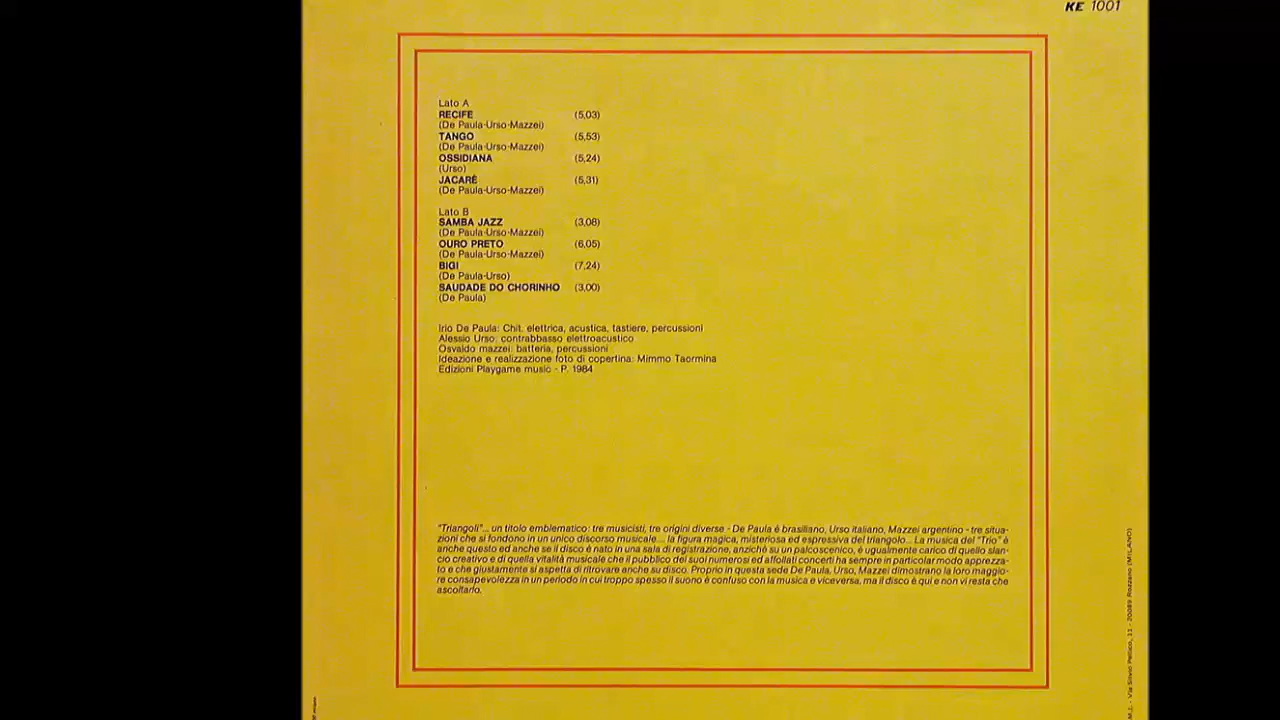 KE 1001
Lato A
RECIFE (5,03)
(De Paula-Urso-Mazzei)
TANGO (5,53)
(De Paula-Urso-Mazzei)
OSSIDIANA (5,24)
(Urso)
JACARÈ (5,31)
(De Paula-Urso-Mazzei)
Lato B
SAMBA JAZZ (3,08)
(De Paula-Urso-Mazzei)
OURO PRETO (6,05)
(De Paula-Urso-Mazzei)
BIGI (7,24)
(De Paula-Urso)
SAUDADE DO CHORINHO (3,00)
(De Paula)
Irio De Paula: Chit. elettrica, acustica, tastiere, percussioni
Alessio Urso: contrabbasso elettroacustico
Osvaldo mazzei: batteria, percussioni
Ideazione e realizzazione foto di copertina: Mimmo Taormina
Edizioni Playgame music - P. 1984
"Triangoli"... un titolo emblematico: tre musicisti, tre origini diverse - De Paula è brasiliano, Urso italiano, Mazzei argentino - tre situa-
zioni che si fondono in un unico discorso musicale.... la figura magica, misteriosa ed espressiva del triangolo... La musica del "Trio" è
anche questo ed anche se il disco è nato in una sala di registrazione, anziché su un palcoscenico, è ugualmente carico di quello slan-
cio creativo e di quella vitalità musicale che il pubblico dei suoi numerosi ed affollati concerti ha sempre in particolar modo apprezza-
to e che giustamente si aspetta di ritrovare anche su disco. Proprio in questa sede De Paula, Urso, Mazzei dimostrano la loro maggio-
re consapevolezza in un periodo in cui troppo spesso il suono è confuso con la musica e viceversa, ma il disco è qui e non vi resta che
ascoltarlo.
Via Silvio Pellico, 11 - 20089 Rozzano (MILANO)